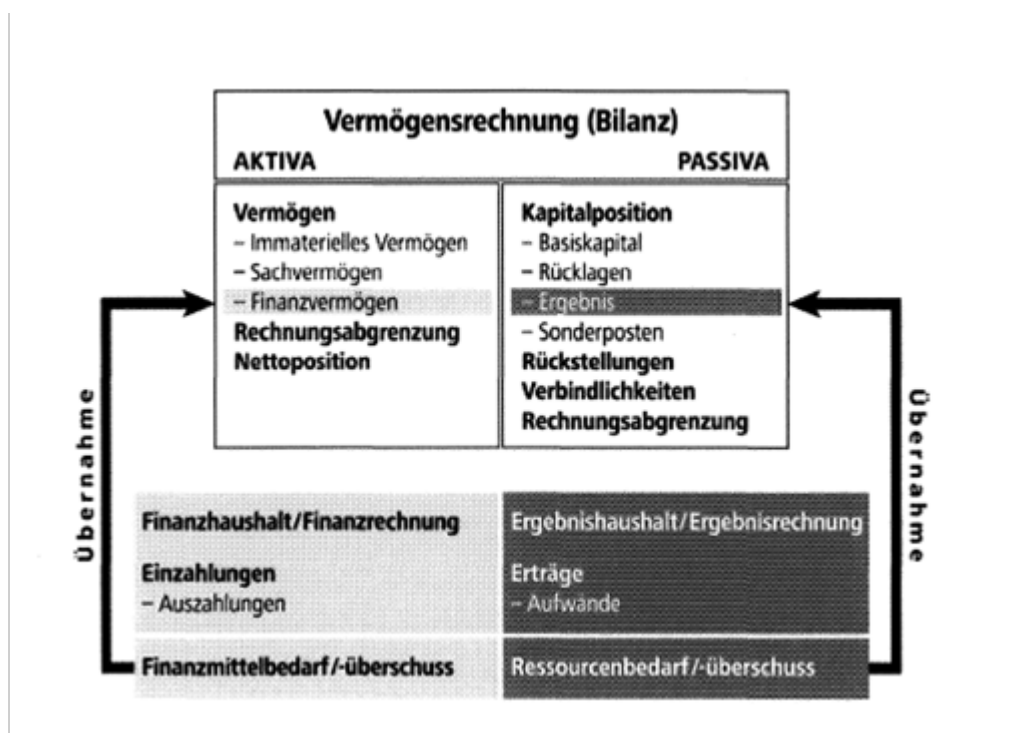 Vermögensrechnung (Bilanz)
AKTIVA
PASSIVA
Vermögen
– Immaterielles Vermögen
– Sachvermögen
– Finanzvermögen
Rechnungsabgrenzung
Nettoposition
Kapitalposition
– Basiskapital
– Rücklagen
– Ergebnis
– Sonderposten
Rückstellungen
Verbindlichkeiten
Rechnungsabgrenzung
Übernahme
Übernahme
Finanzhaushalt/Finanzrechnung
Einzahlungen
– Auszahlungen
Finanzmittelbedarf/-überschuss
Ergebnishaushalt/Ergebnisrechnung
Erträge
– Aufwände
Ressourcenbedarf/-überschuss